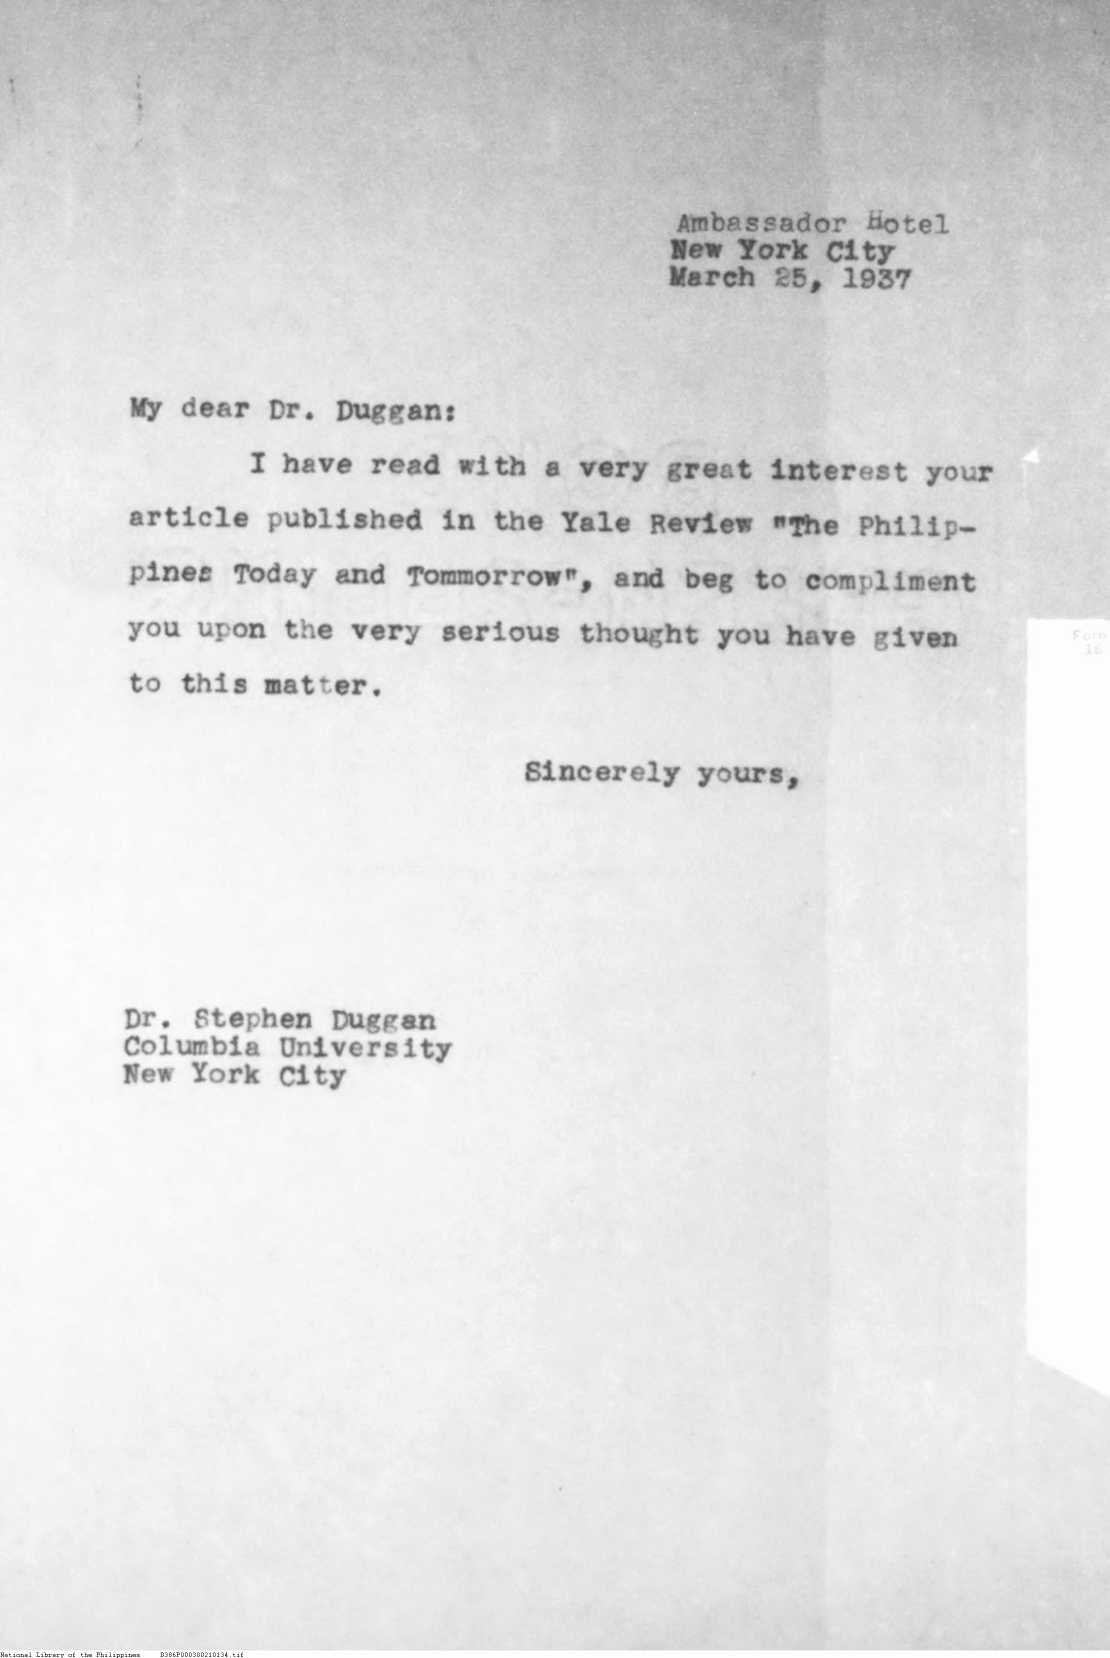 Ambassador Hotel
New York City
March 25, 1937
My dear Dr. Duggan:
I have read with a very great interest your
article published in the Yale Review "The Philip-
pines Today and Tommorrow", and beg to compliment
you upon the very serious thought you have given
to this matter.
Sincerely yours,
Dr. Stephen Duggan
Columbia University
New York City
National Library of the Philippines B386P000380210134.tif